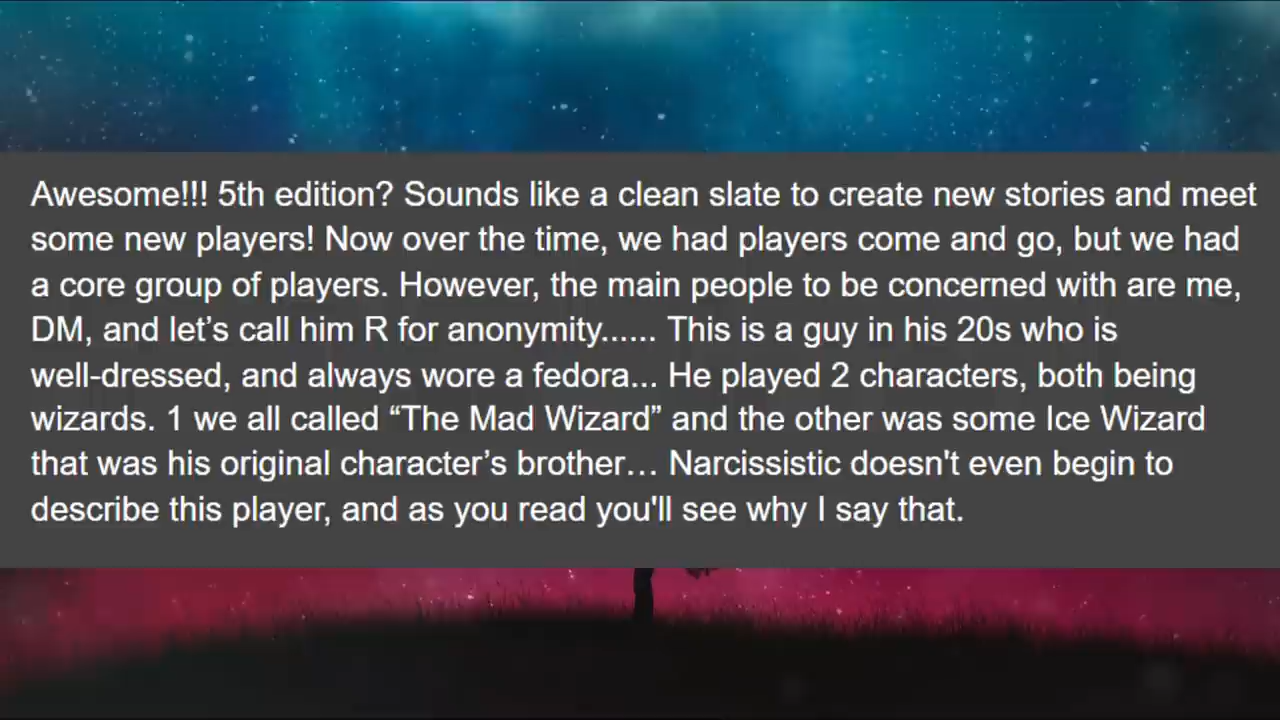 Awesome!!! 5th edition? Sounds like a clean slate to create new stories and meet
some new players! Now over the time, we had players come and go, but we had
a core group of players. However, the main people to be concerned with are me,
DM, and let’s call him R for anonymity...... This is a guy in his 20s who is
well-dressed, and always wore a fedora... He played 2 characters, both being
wizards. 1 we all called “The Mad Wizard” and the other was some Ice Wizard
that was his original character’s brother… Narcissistic doesn't even begin to
describe this player, and as you read you'll see why I say that.